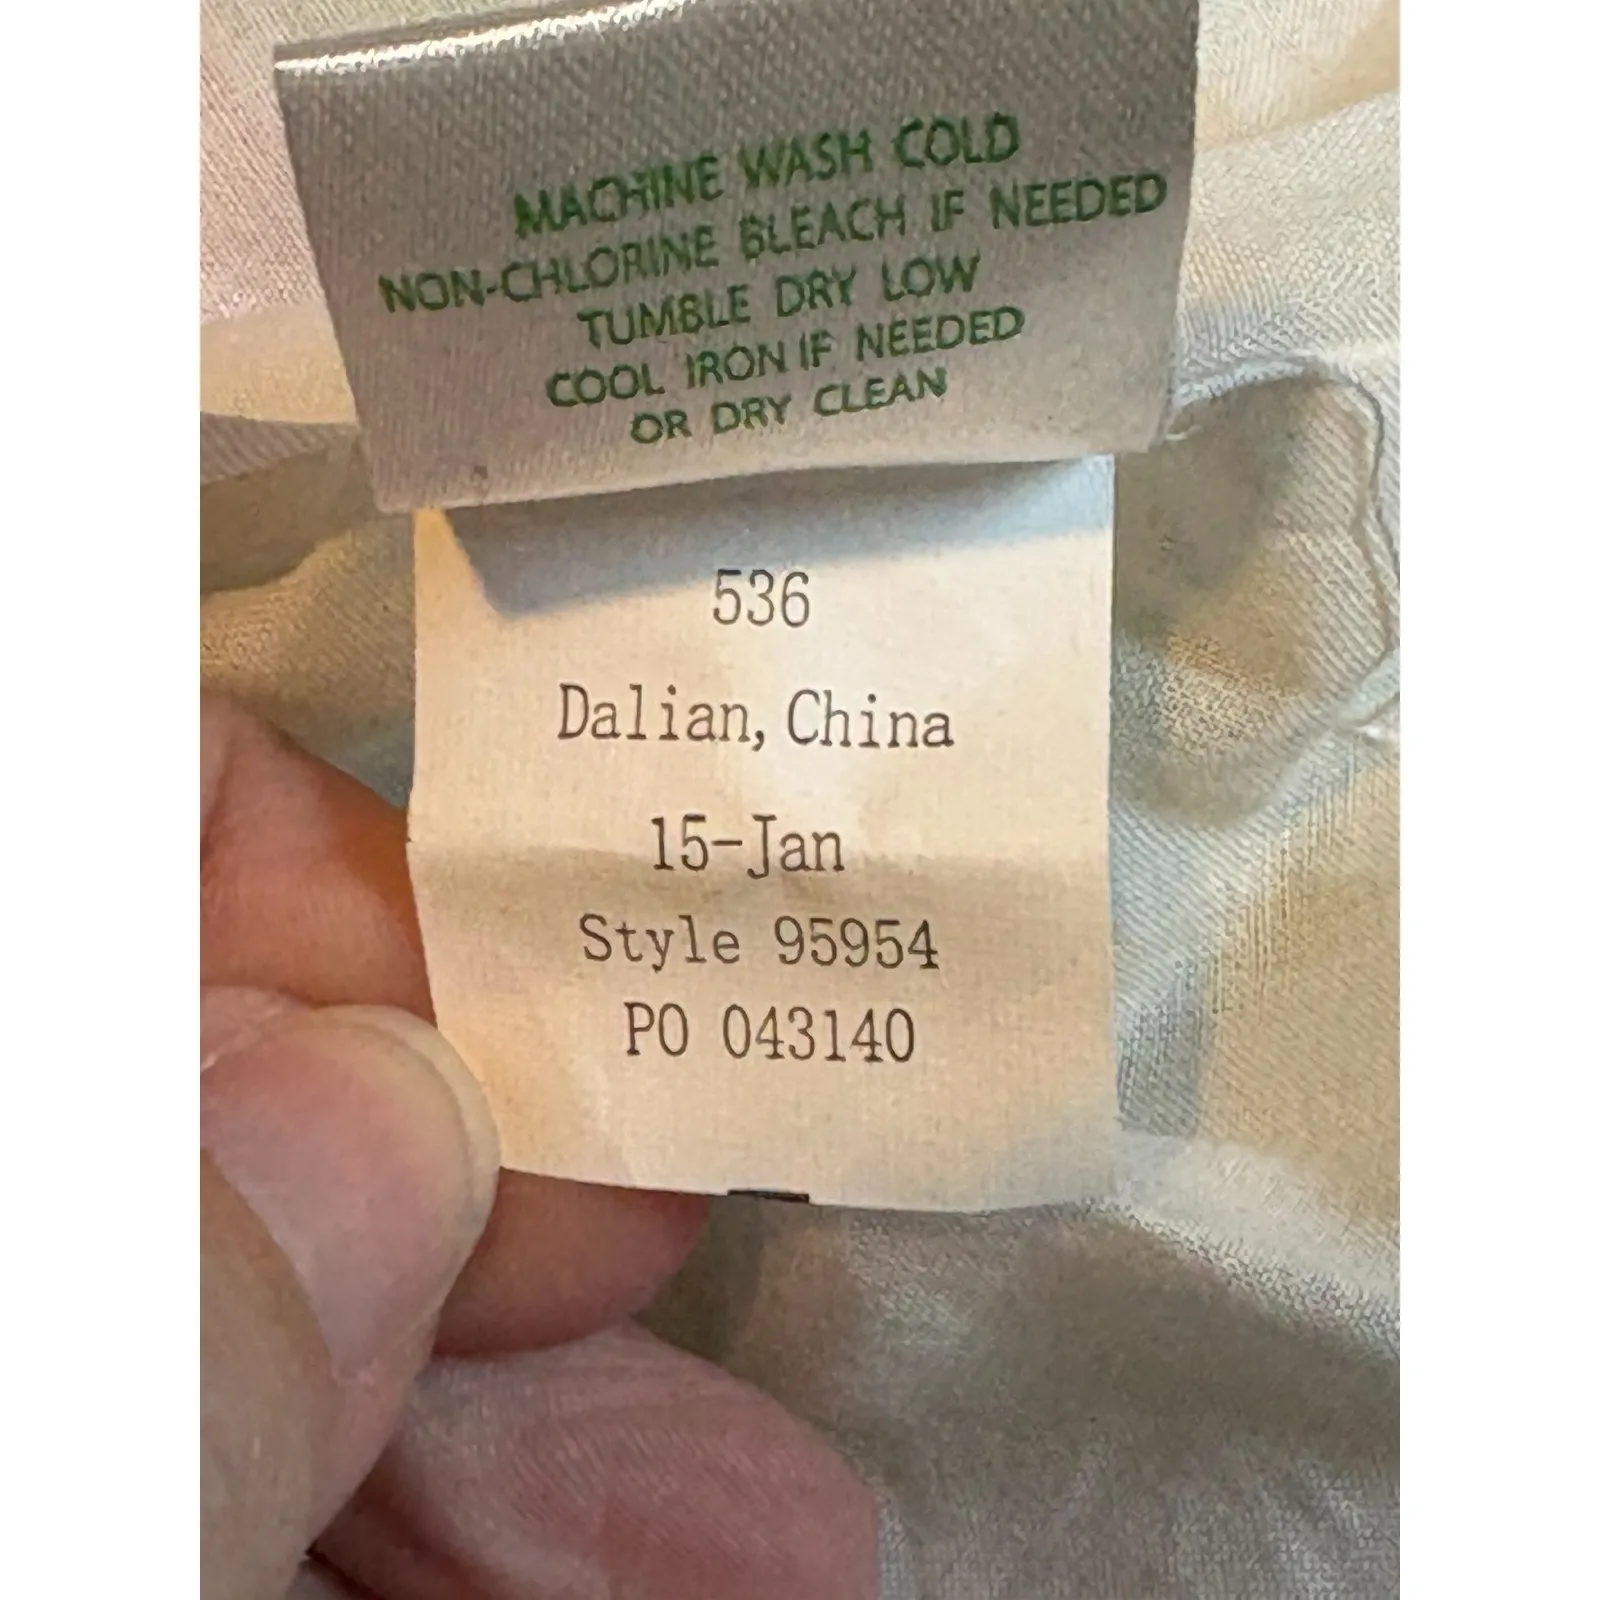 MACHINE WASH COLD
NON-CHLORINE BLEACH IF NEEDED
TUMBLE DRY LOW
COOL IRON IF NEEDED
OR DRY CLEAN
536
Dalian, China
15-Jan
Style 95954
PO 043140